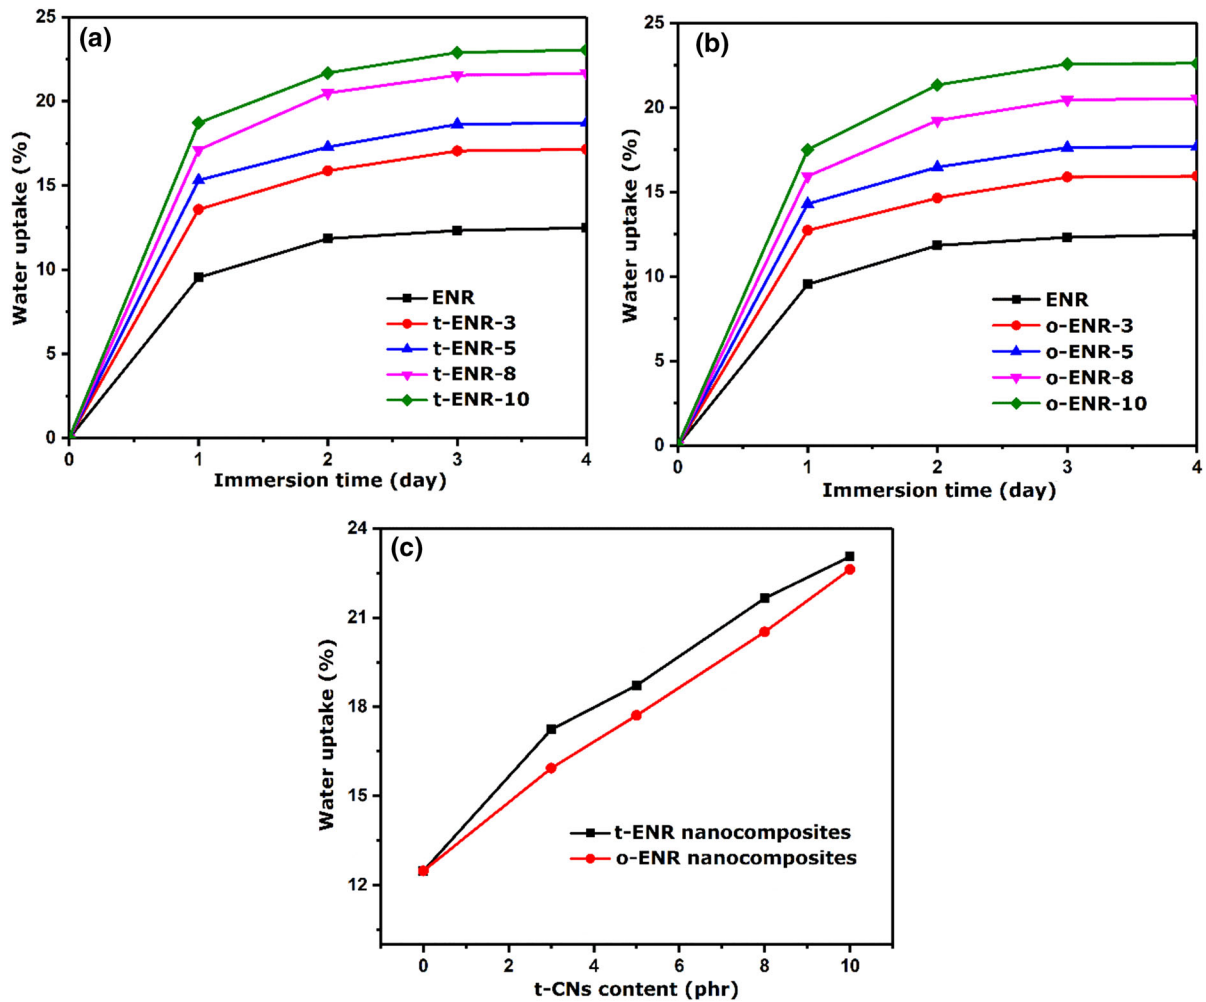 (a)
25
20
15
10
5
0
Water uptake (%)
ENR
t-ENR-3
t-ENR-5
t-ENR-8
t-ENR-10
0 1 2 3 4
Immersion time (day)
(b)
25
20
15
10
5
0
Water uptake (%)
ENR
o-ENR-3
o-ENR-5
o-ENR-8
o-ENR-10
0 1 2 3 4
Immersion time (day)
(c)
24
21
18
15
12
Water uptake (%)
t-ENR nanocomposites
o-ENR nanocomposites
0 2 4 6 8 10
t-CNs content (phr)